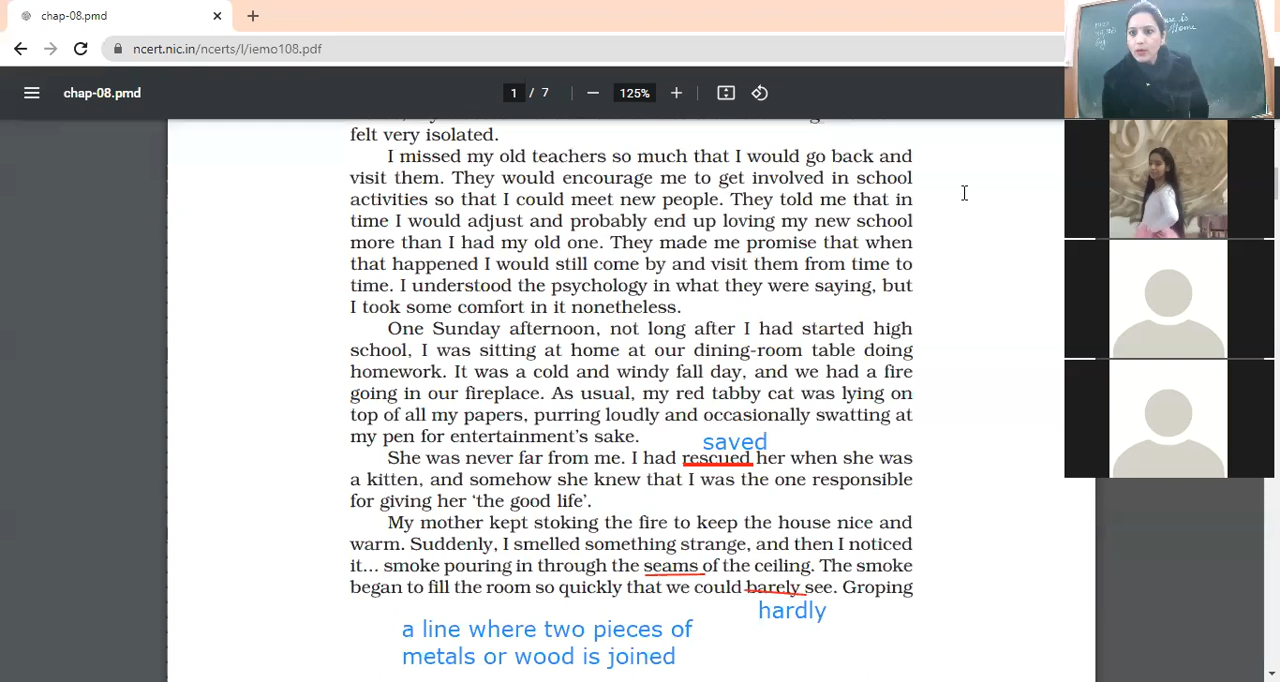 chap-08.pmd
ncert.nic.in/ncerts/l/iemo108.pdf
chap-08.pmd
1 / 7
125%
felt very isolated.
I missed my old teachers so much that I would go back and
visit them. They would encourage me to get involved in school
activities so that I could meet new people. They told me that in
time I would adjust and probably end up loving my new school
more than I had my old one. They made me promise that when
that happened I would still come by and visit them from time to
time. I understood the psychology in what they were saying, but
I took some comfort in it nonetheless.
One Sunday afternoon, not long after I had started high
school, I was sitting at home at our dining-room table doing
homework. It was a cold and windy fall day, and we had a fire
going in our fireplace. As usual, my red tabby cat was lying on
top of all my papers, purring loudly and occasionally swatting at
my pen for entertainment's sake.
saved
She was never far from me. I had rescued her when she was
a kitten, and somehow she knew that I was the one responsible
for giving her ‘the good life’.
My mother kept stoking the fire to keep the house nice and
warm. Suddenly, I smelled something strange, and then I noticed
it... smoke pouring in through the seams of the ceiling. The smoke
began to fill the room so quickly that we could barely see. Groping
hardly
a line where two pieces of
metals or wood is joined
is
Home